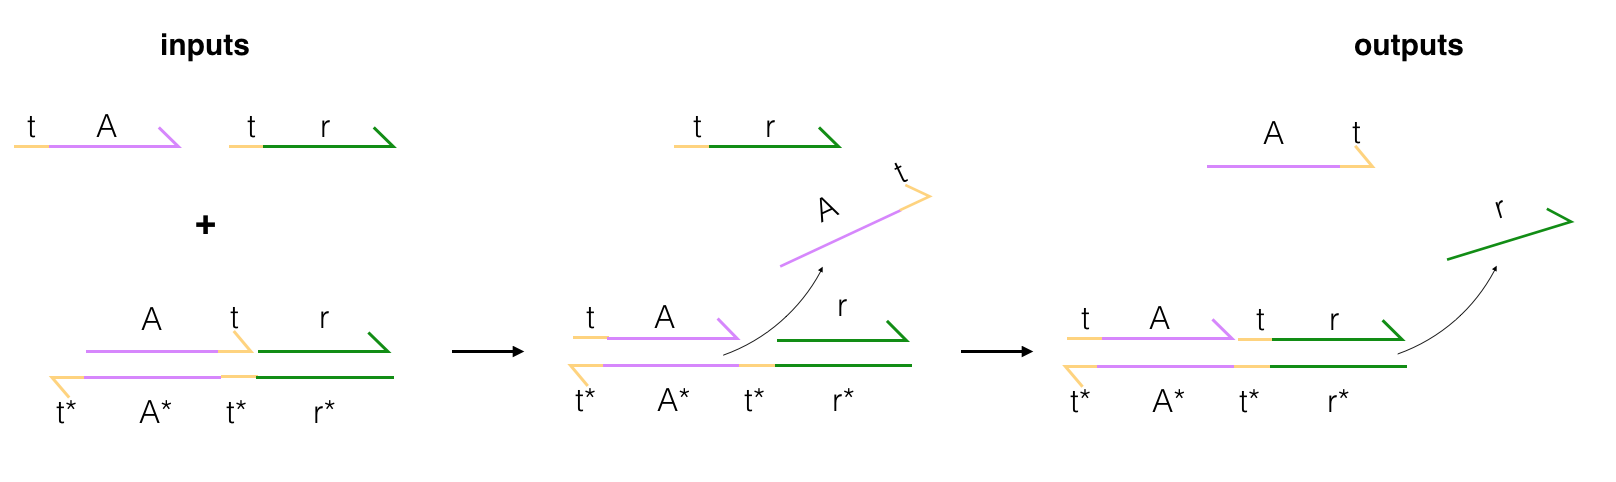 inputs
outputs
t A t r
t r
A t
A t
r
+
A t r
t* A* t* r*
t A r
t* A* t* r*
t A t r
t* A* t* r*